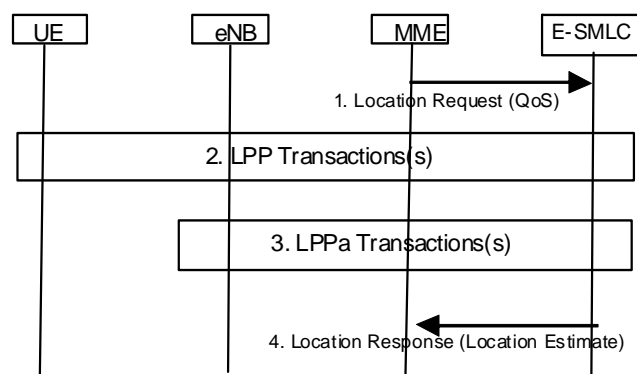 UE eNB MME E-SMLC
1. Location Request (QoS)
2. LPP Transactions(s)
3. LPPa Transactions(s)
4. Location Response (Location Estimate)